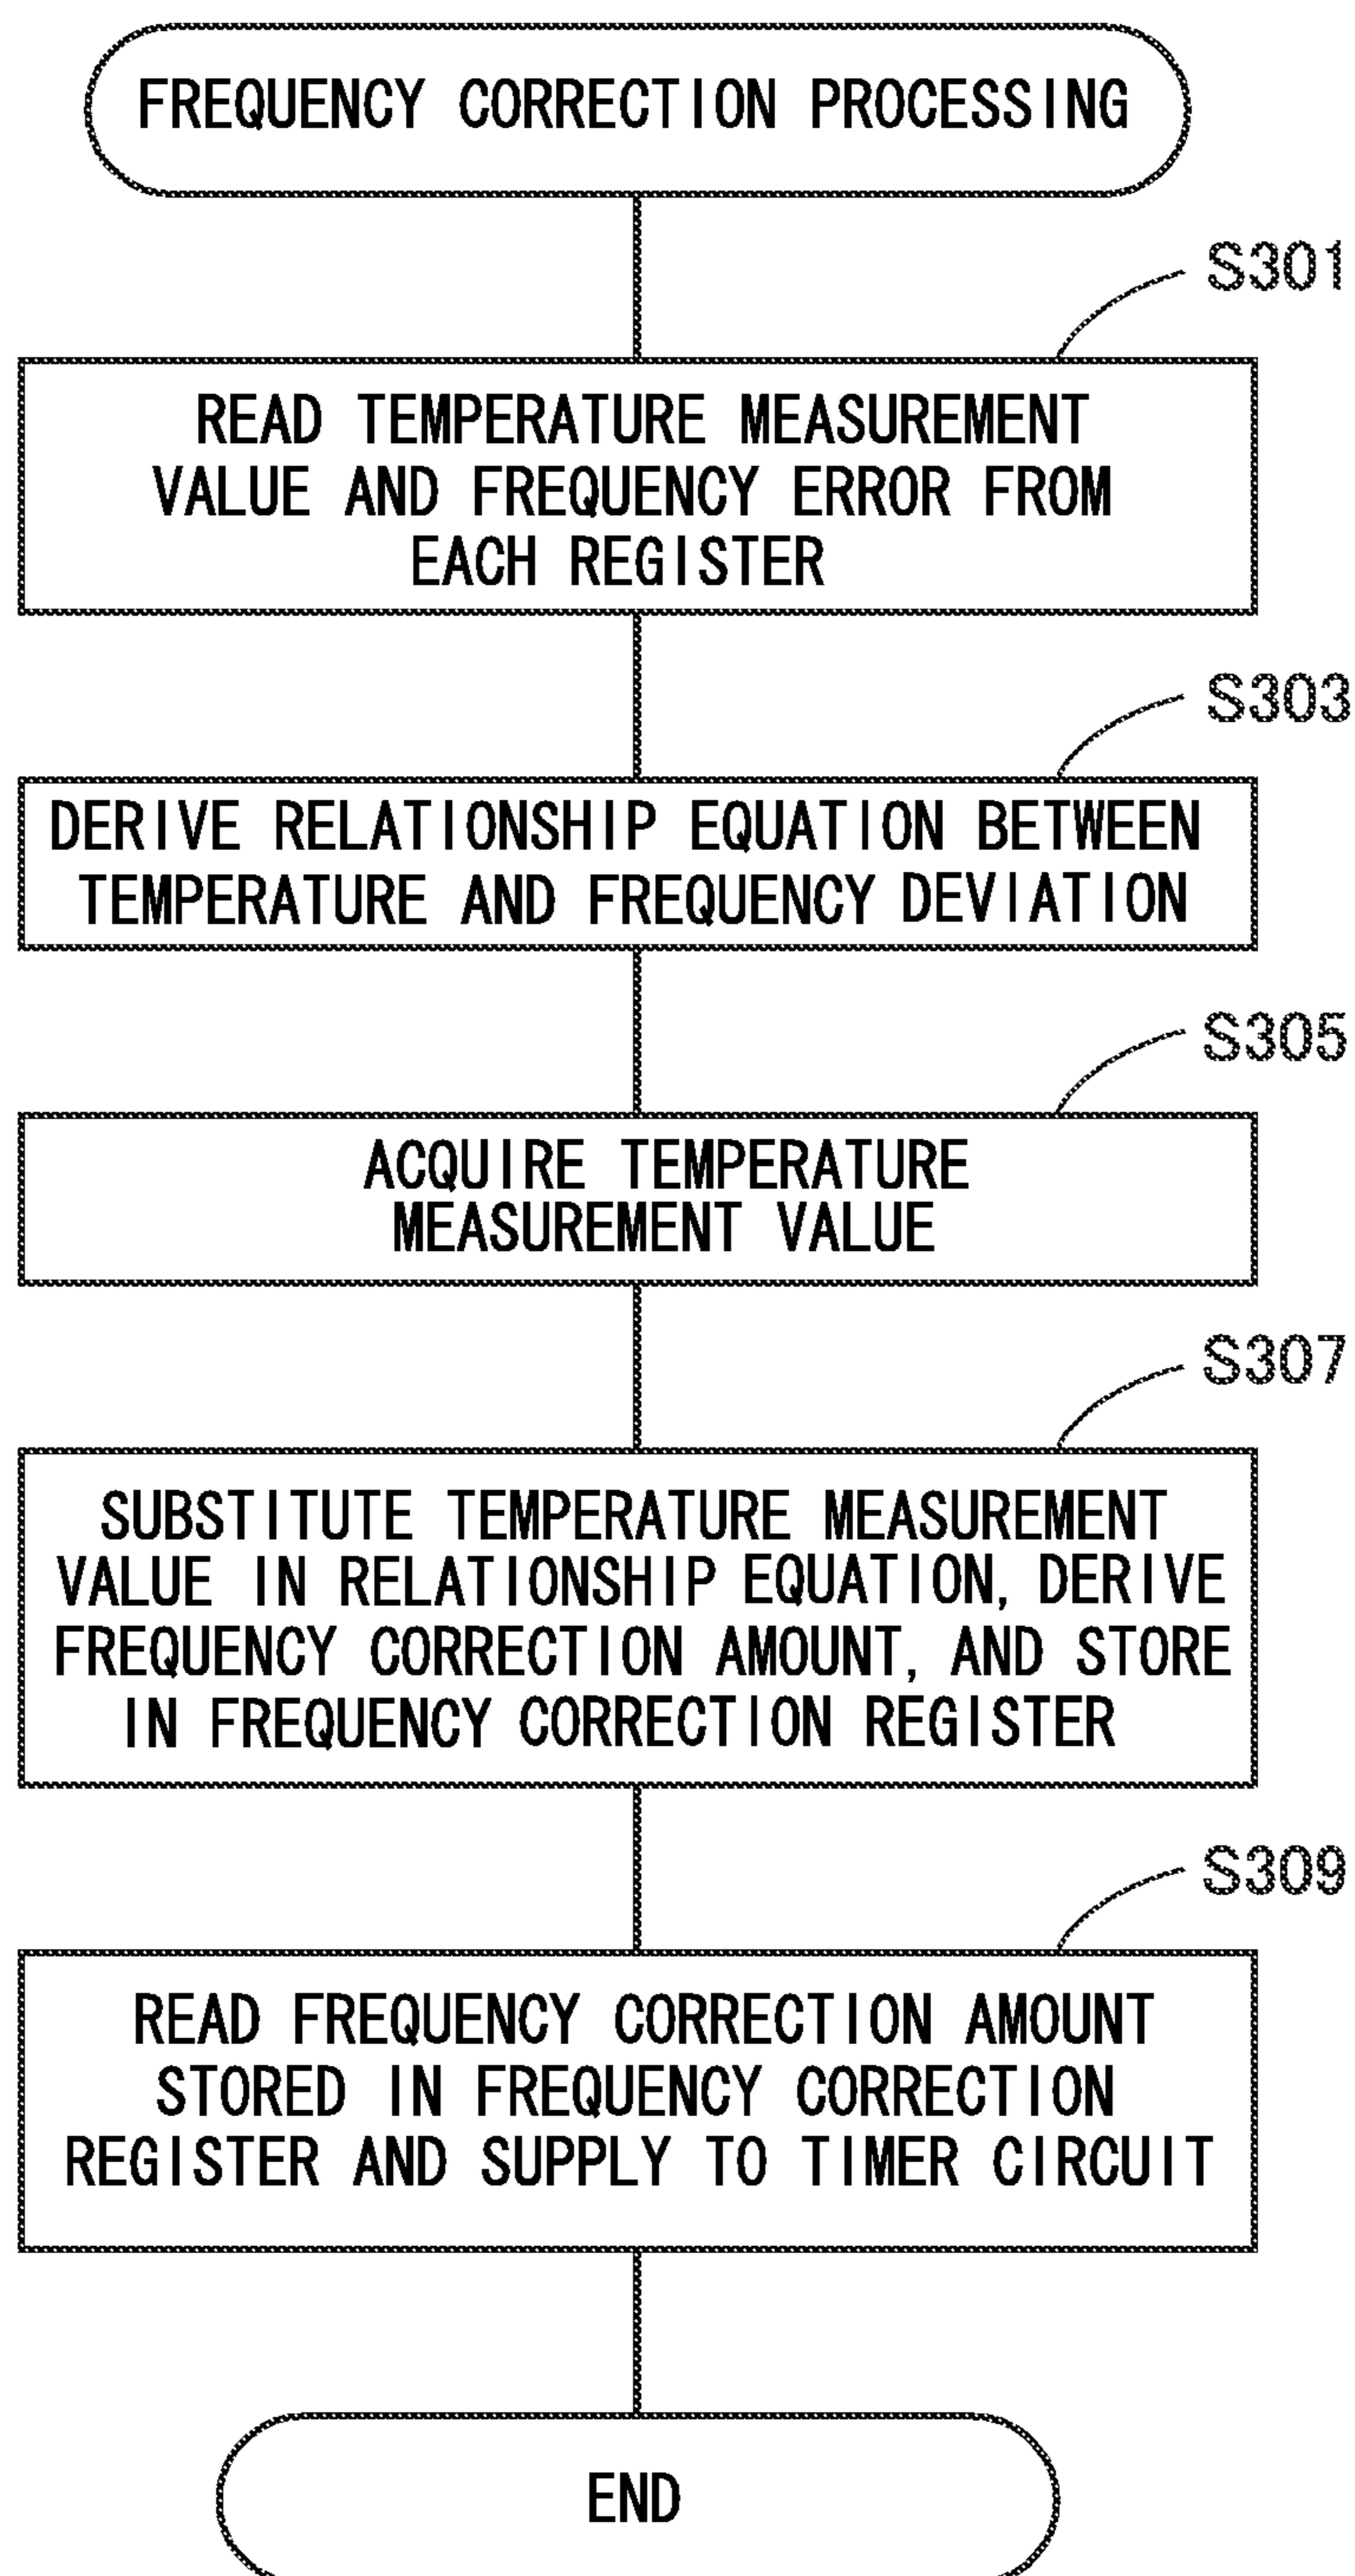 FREQUENCY CORRECTION PROCESSING
S301
READ TEMPERATURE MEASUREMENT
VALUE AND FREQUENCY ERROR FROM
EACH REGISTER
S303
DERIVE RELATIONSHIP EQUATION BETWEEN
TEMPERATURE AND FREQUENCY DEVIATION
S305
ACQUIRE TEMPERATURE
MEASUREMENT VALUE
S307
SUBSTITUTE TEMPERATURE MEASUREMENT
VALUE IN RELATIONSHIP EQUATION, DERIVE
FREQUENCY CORRECTION AMOUNT, AND STORE
IN FREQUENCY CORRECTION REGISTER
S309
READ FREQUENCY CORRECTION AMOUNT
STORED IN FREQUENCY CORRECTION
REGISTER AND SUPPLY TO TIMER CIRCUIT
END